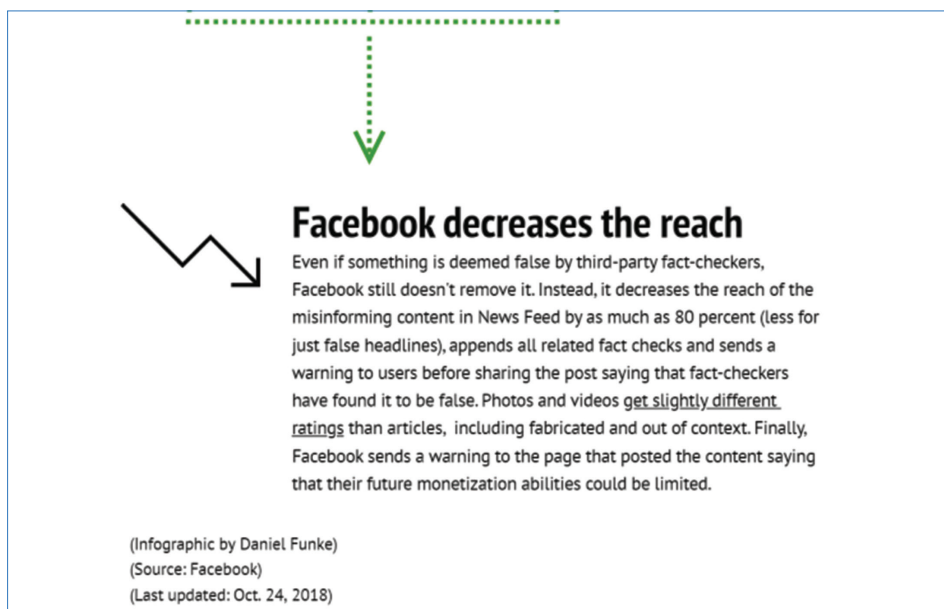 Facebook decreases the reach
Even if something is deemed false by third-party fact-checkers,
Facebook still doesn't remove it. Instead, it decreases the reach of the
misinforming content in News Feed by as much as 80 percent (less for
just false headlines), appends all related fact checks and sends a
warning to users before sharing the post saying that fact-checkers
have found it to be false. Photos and videos get slightly different
ratings than articles, including fabricated and out of context. Finally,
Facebook sends a warning to the page that posted the content saying
that their future monetization abilities could be limited.
(Infographic by Daniel Funke)
(Source: Facebook)
(Last updated: Oct. 24, 2018)